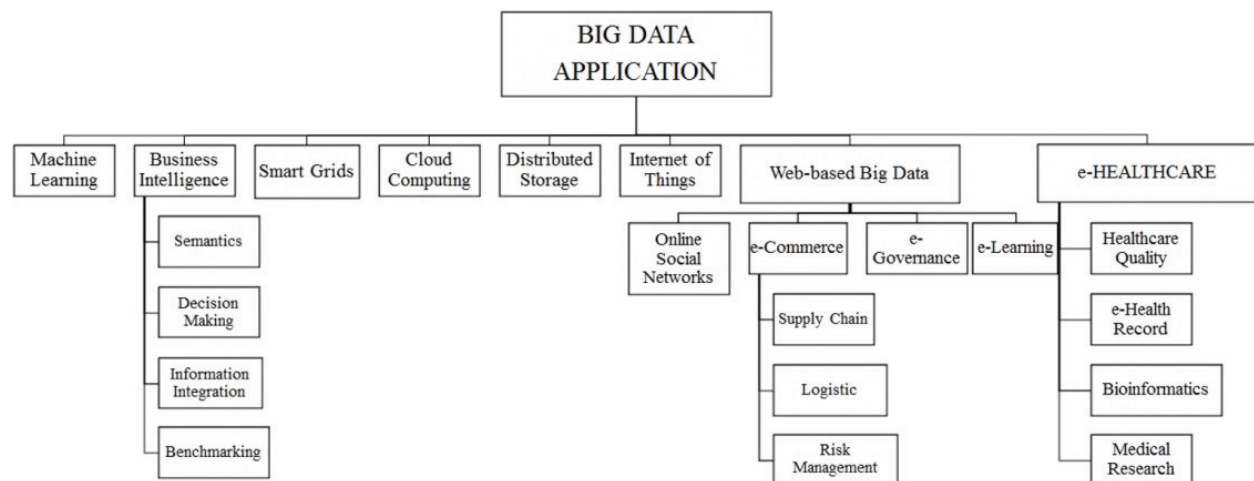 BIG DATA
APPLICATION
Machine
Learning
Business
Intelligence
Smart Grids
Cloud
Computing
Distributed
Storage
Internet of
Things
Web-based Big Data
e-HEALTHCARE
Semantics
Decision
Making
Information
Integration
Benchmarking
Online
Social
Networks
e-Commerce
e-
Governance
e-Learning
Supply Chain
Logistic
Risk
Management
Healthcare
Quality
e-Health
Record
Bioinformatics
Medical
Research